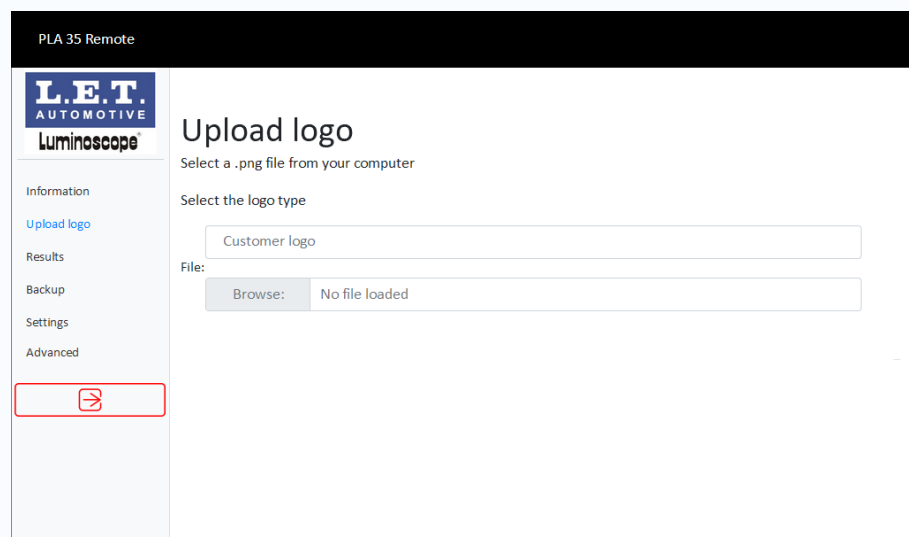 PLA 35 Remote
L.E.T.
AUTOMOTIVE
Luminoscope®
Information
Upload logo
Results
Backup
Settings
Advanced
Upload logo
Select a .png file from your computer
Select the logo type
Customer logo
File:
Browse: No file loaded